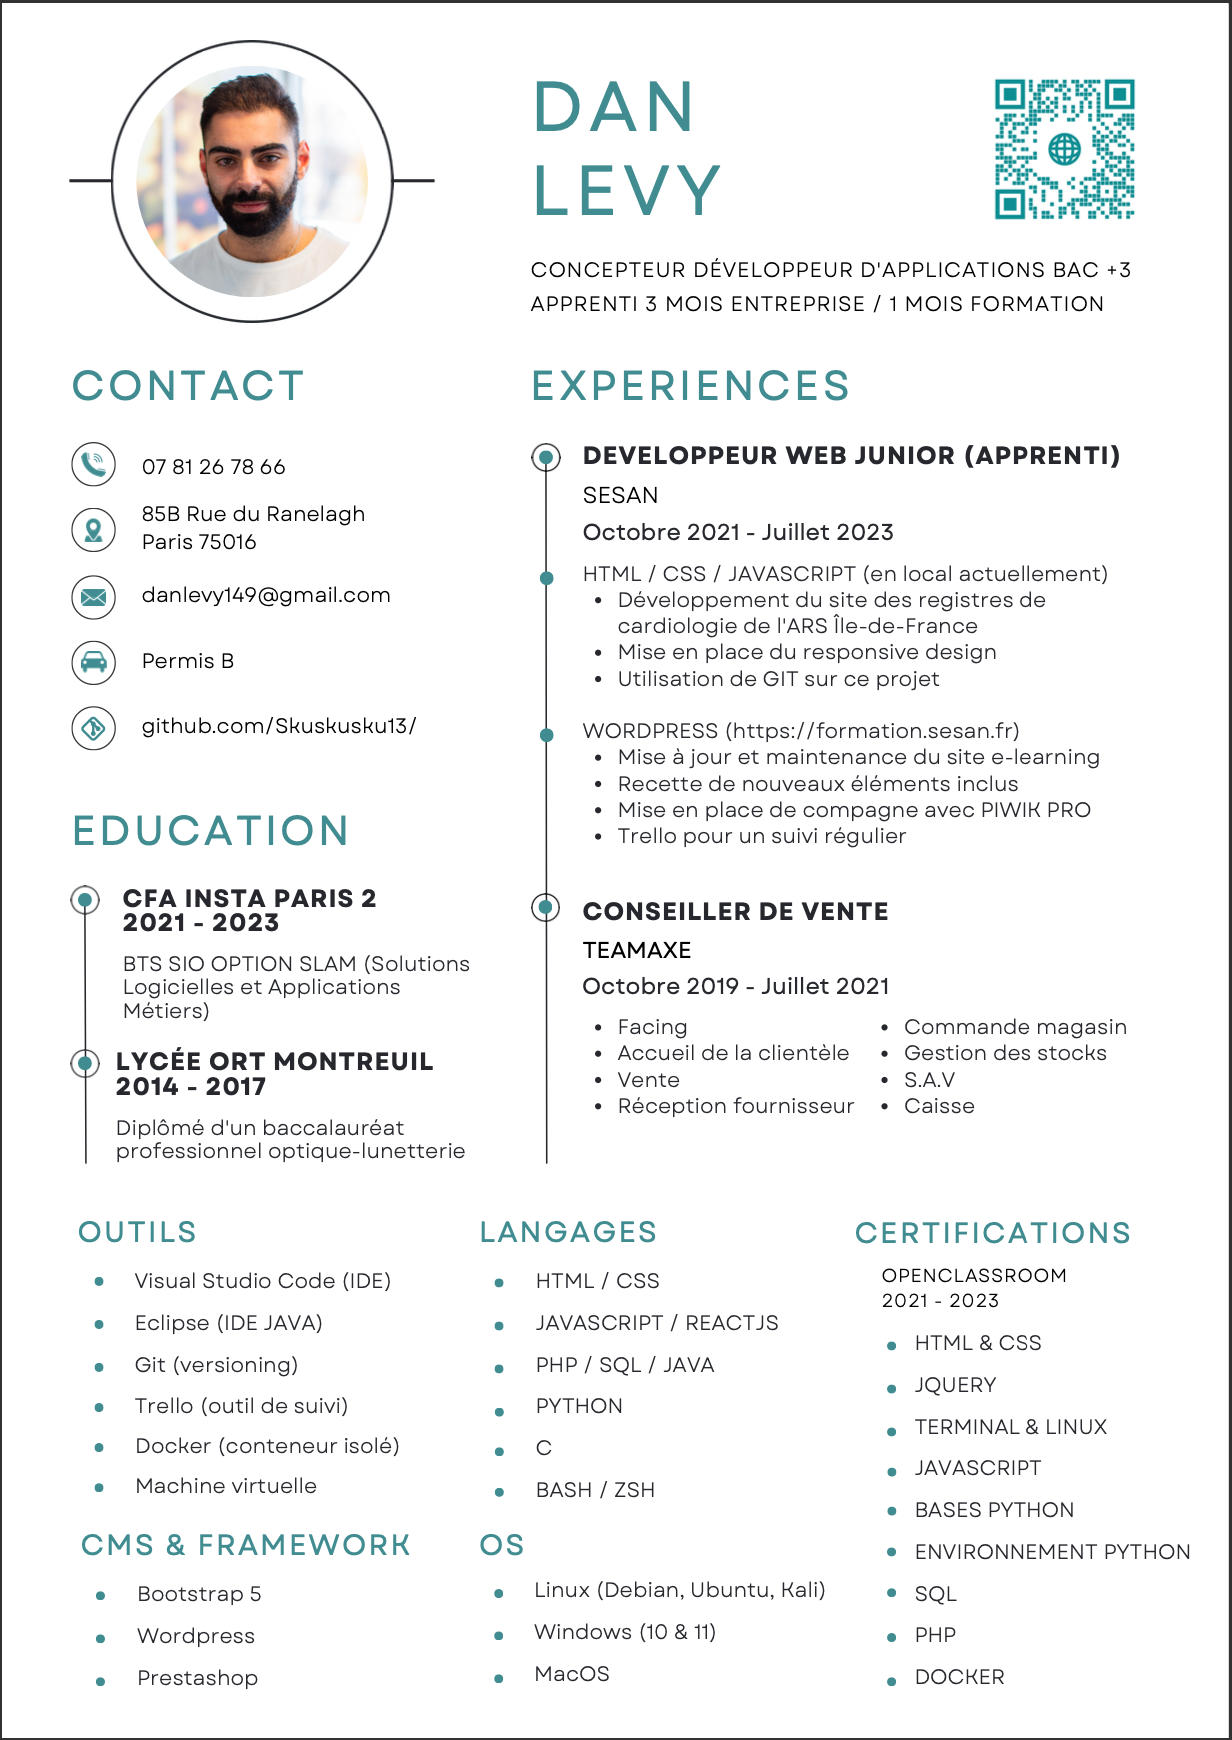 DAN
LEVY
CONCEPTEUR DÉVELOPPEUR D'APPLICATIONS BAC +3
APPRENTI 3 MOIS ENTREPRISE / 1 MOIS FORMATION
CONTACT
07 81 26 78 66
85B Rue du Ranelagh
Paris 75016
danlevy149@gmail.com
Permis B
github.com/Skuskusku13/
EDUCATION
CFA INSTA PARIS 2
2021 - 2023
BTS SIO OPTION SLAM (Solutions
Logicielles et Applications
Métiers)
LYCÉE ORT MONTREUIL
2014 - 2017
Diplômé d'un baccalauréat
professionnel optique-lunetterie
EXPERIENCES
DEVELOPPEUR WEB JUNIOR (APPRENTI)
SESAN
Octobre 2021 - Juillet 2023
HTML / CSS / JAVASCRIPT (en local actuellement)
• Développement du site des registres de
cardiologie de l'ARS Île-de-France
• Mise en place du responsive design
• Utilisation de GIT sur ce projet
WORDPRESS (https://formation.sesan.fr)
• Mise à jour et maintenance du site e-learning
• Recette de nouveaux éléments inclus
• Mise en place de compagne avec PIWIK PRO
• Trello pour un suivi régulier
CONSEILLER DE VENTE
TEAMAXE
Octobre 2019 - Juillet 2021
• Facing
• Accueil de la clientèle
• Vente
• Réception fournisseur
• Commande magasin
• Gestion des stocks
• S.A.V
• Caisse
OUTILS
• Visual Studio Code (IDE)
• Eclipse (IDE JAVA)
• Git (versioning)
• Trello (outil de suivi)
• Docker (conteneur isolé)
• Machine virtuelle
CMS & FRAMEWORK
• Bootstrap 5
• Wordpress
• Prestashop
LANGAGES
• HTML / CSS
• JAVASCRIPT / REACTJS
• PHP / SQL / JAVA
• PYTHON
• C
• BASH / ZSH
OS
• Linux (Debian, Ubuntu, Kali)
• Windows (10 & 11)
• MacOS
CERTIFICATIONS
OPENCLASSROOM
2021 - 2023
• HTML & CSS
• JQUERY
• TERMINAL & LINUX
• JAVASCRIPT
• BASES PYTHON
• ENVIRONNEMENT PYTHON
• SQL
• PHP
• DOCKER